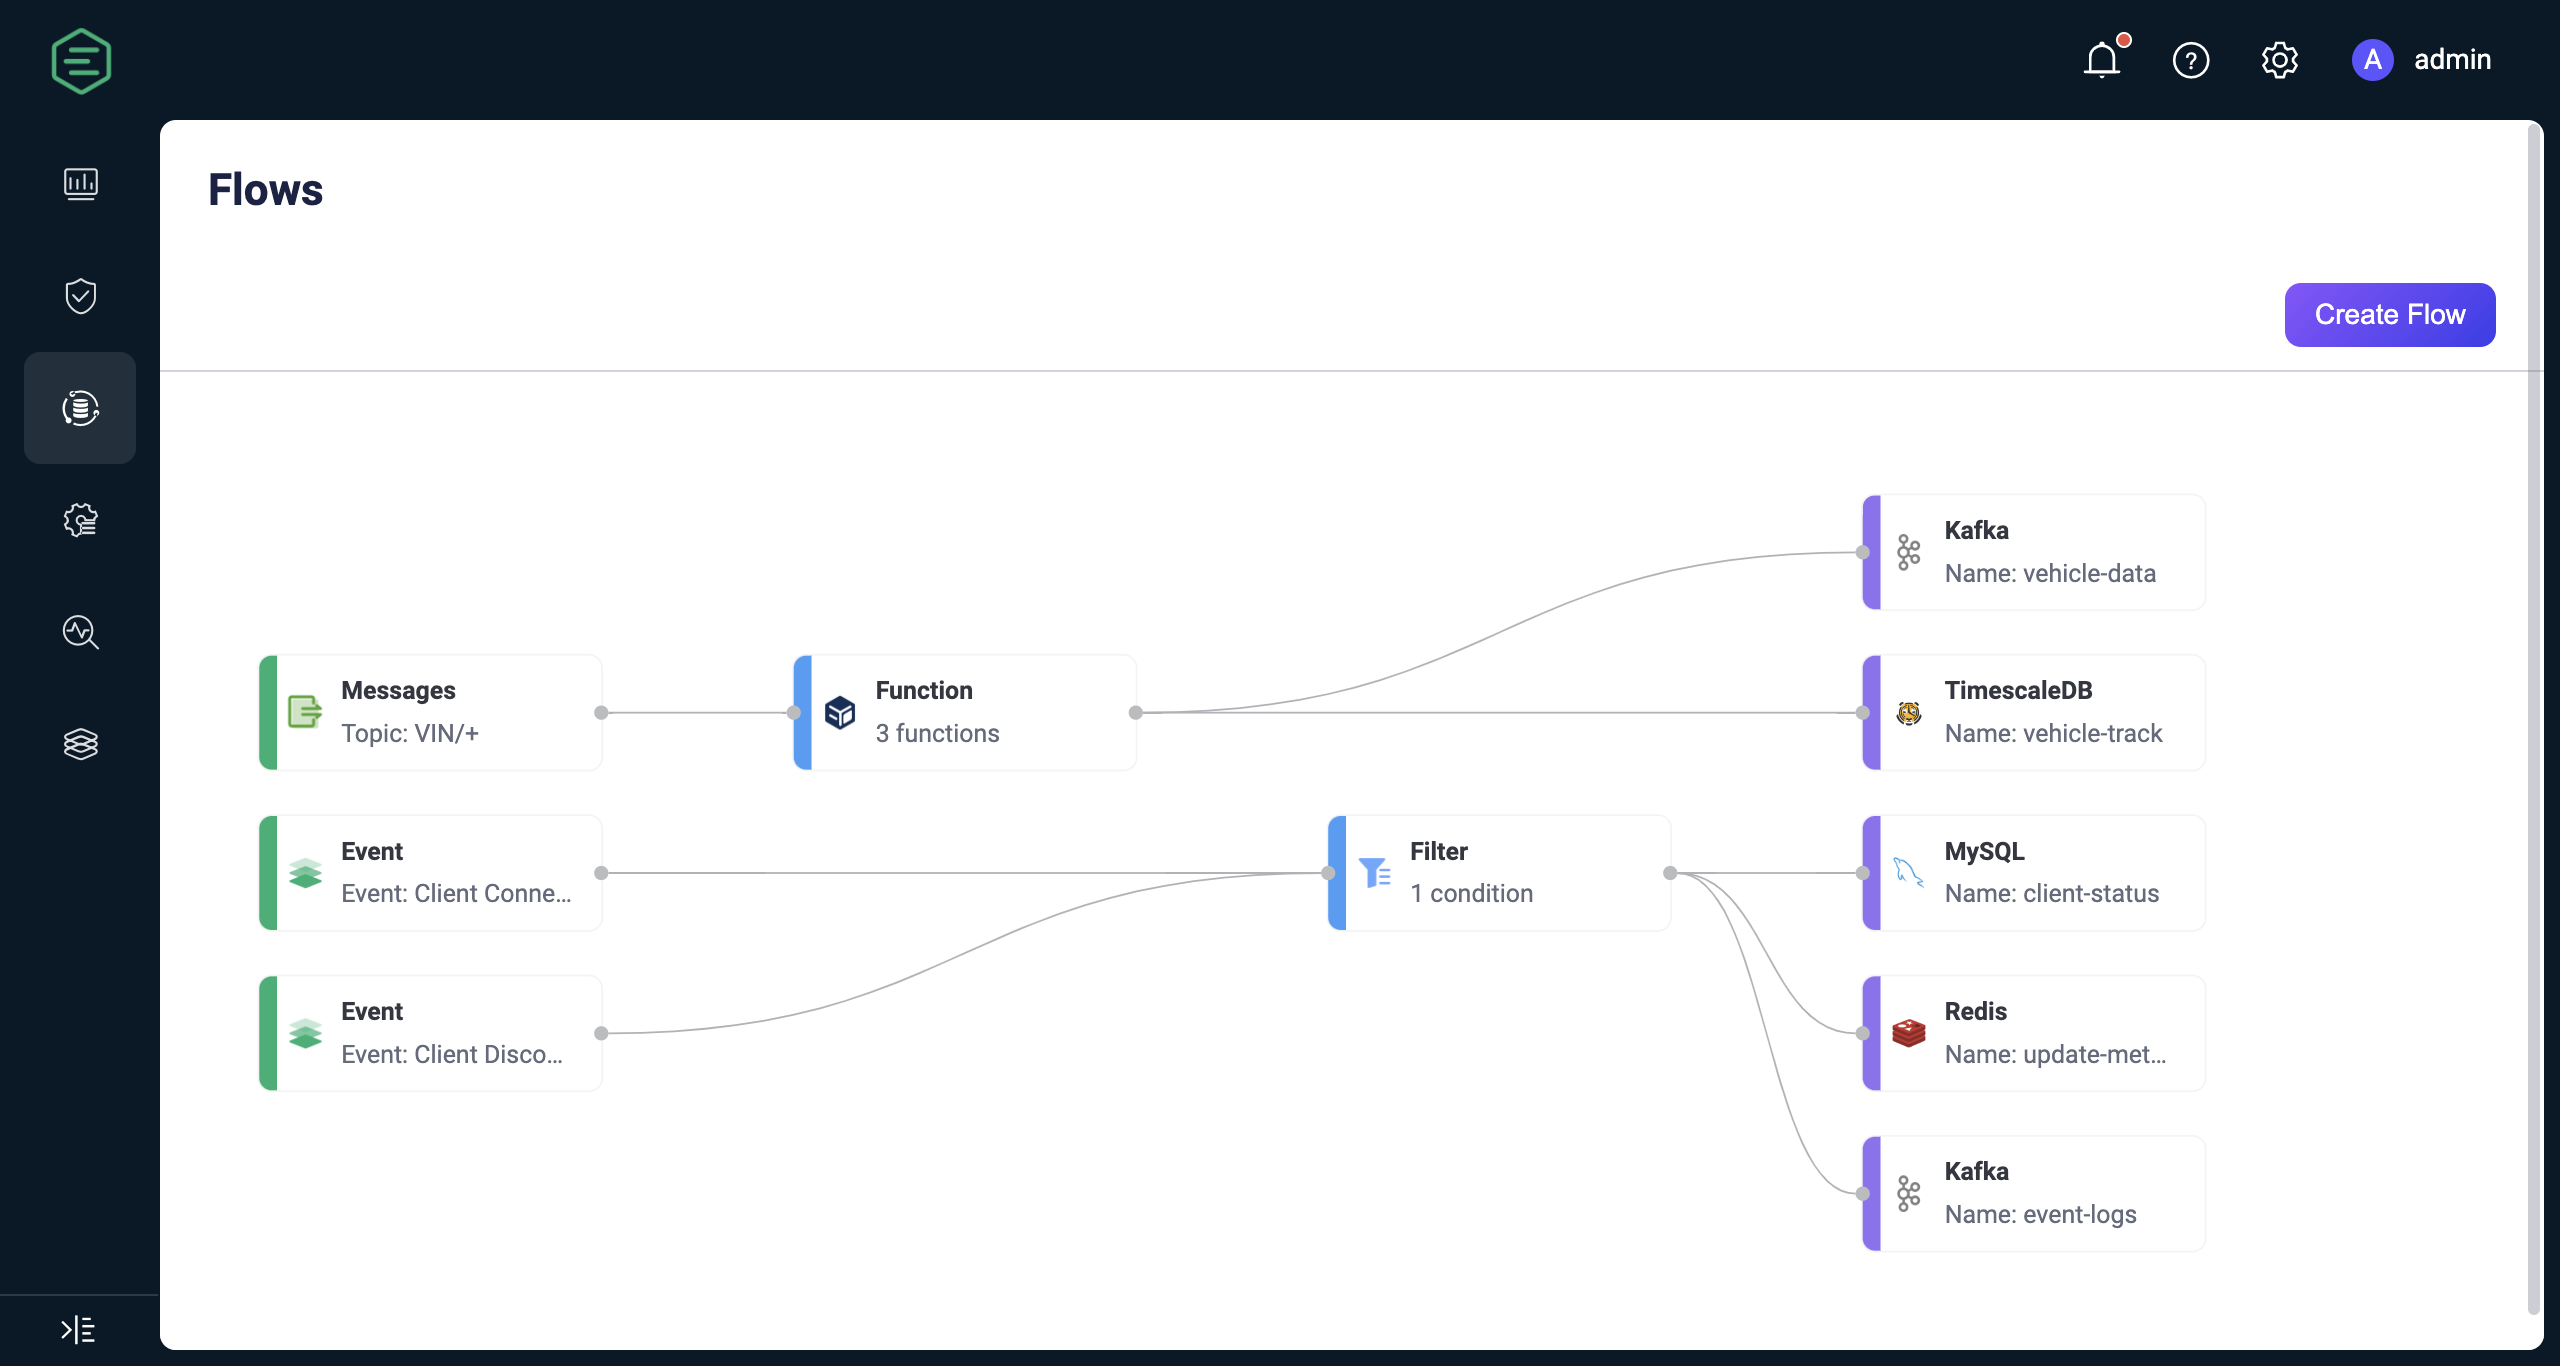 A
admin
Flows
Create Flow
Kafka
Name: vehicle-data
Messages
Topic: VIN/+
Function
3 functions
TimescaleDB
Name: vehicle-track
Event
Event: Client Conne...
Filter
1 condition
MySQL
Name: client-status
Event
Event: Client Disco...
Redis
Name: update-met...
Kafka
Name: event-logs